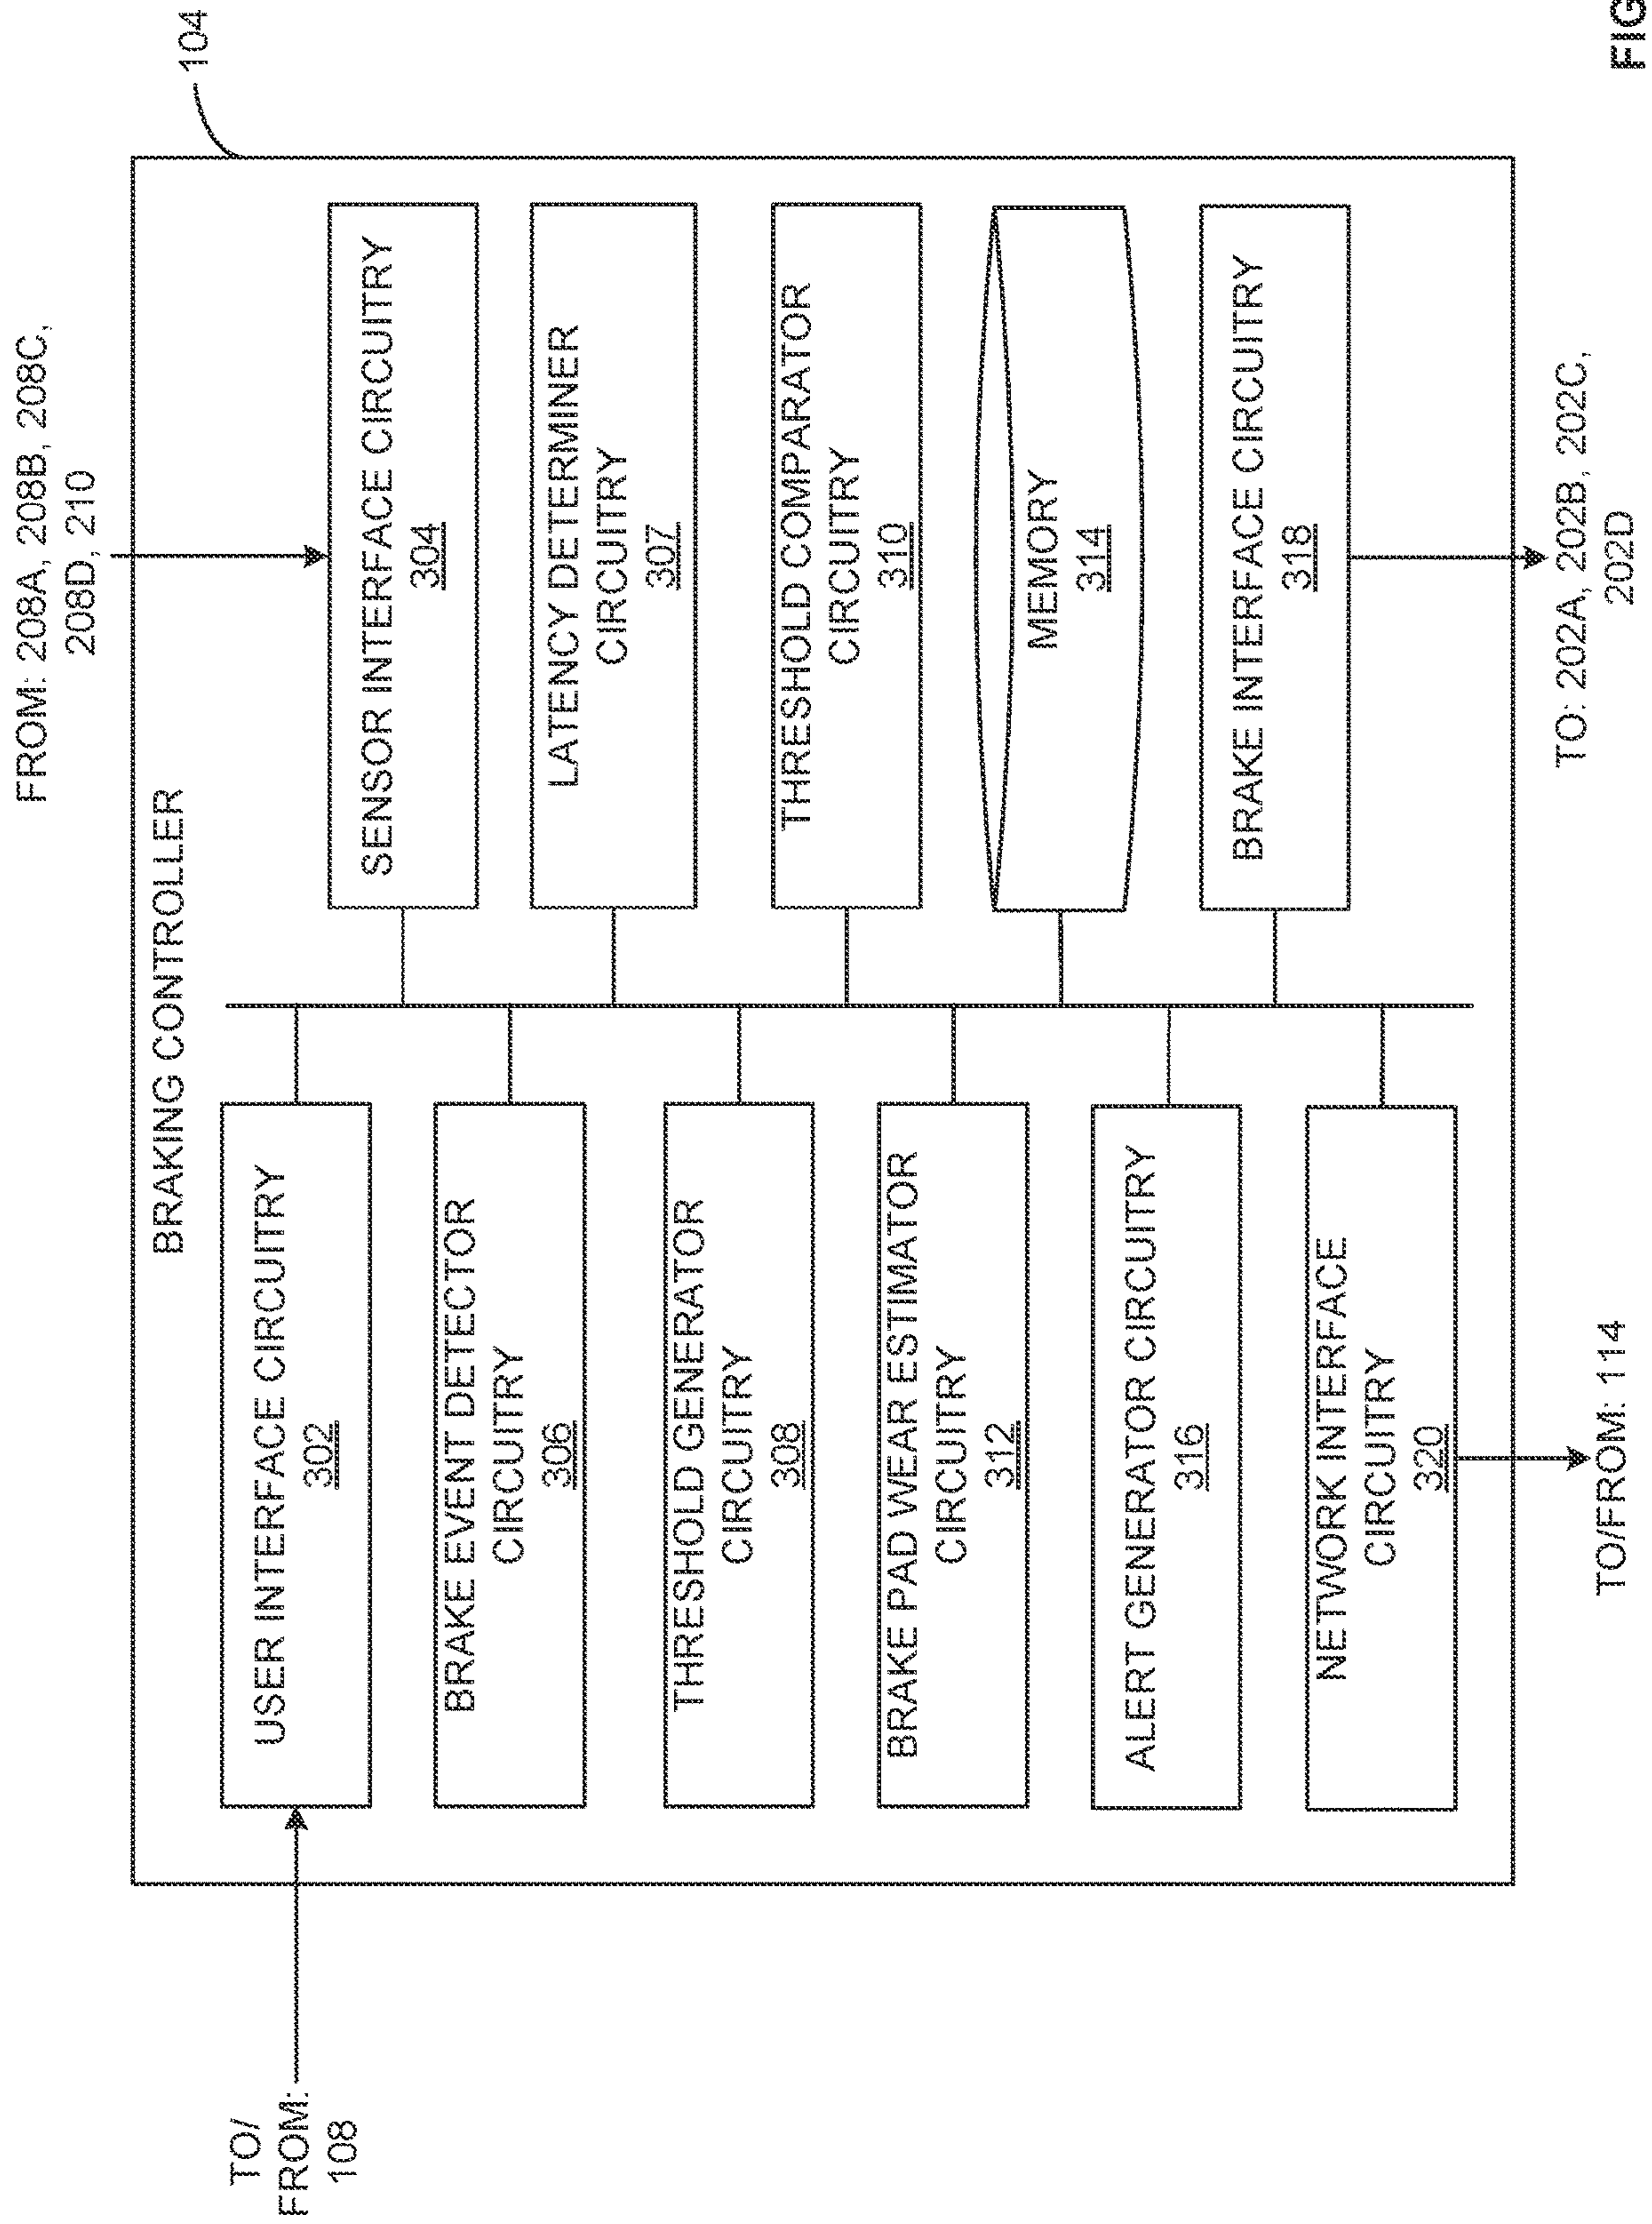 FROM: 208A, 208B, 208C,
208D, 210
104
BRAKING CONTROLLER
TO/
FROM:
108
USER INTERFACE CIRCUITRY
302
SENSOR INTERFACE CIRCUITRY
304
BRAKE EVENT DETECTOR
CIRCUITRY
306
LATENCY DETERMINER
CIRCUITRY
307
THRESHOLD GENERATOR
CIRCUITRY
308
THRESHOLD COMPARATOR
CIRCUITRY
310
BRAKE PAD WEAR ESTIMATOR
CIRCUITRY
312
MEMORY
314
ALERT GENERATOR CIRCUITRY
316
BRAKE INTERFACE CIRCUITRY
318
NETWORK INTERFACE
CIRCUITRY
320
TO/FROM: 114
TO: 202A, 202B, 202C,
202D
FIG